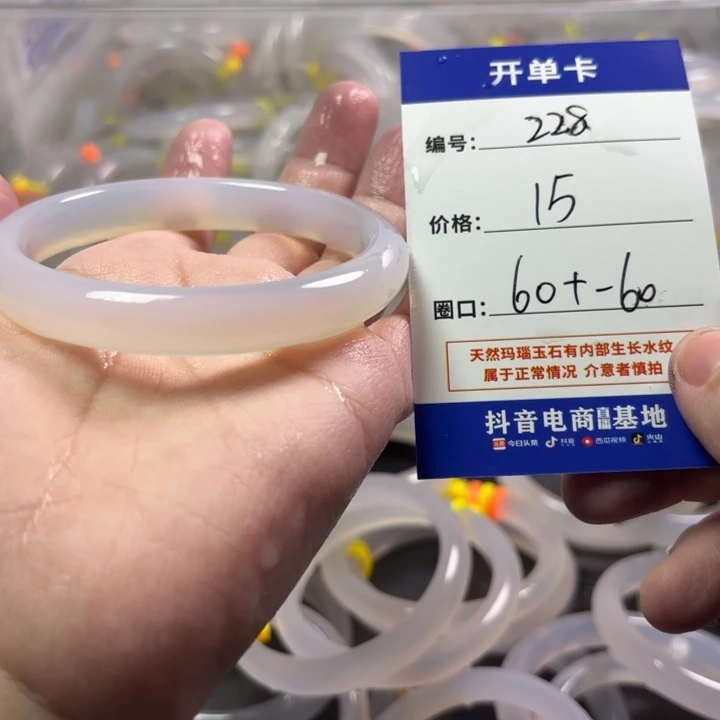 开单卡
编号: 228
价格: 15
圈口: 60+-60
天然玛瑙玉石有内部生长水纹
属于正常情况 介意者慎拍
抖音电商直播基地
今日头条 抖音 西瓜视频 火山